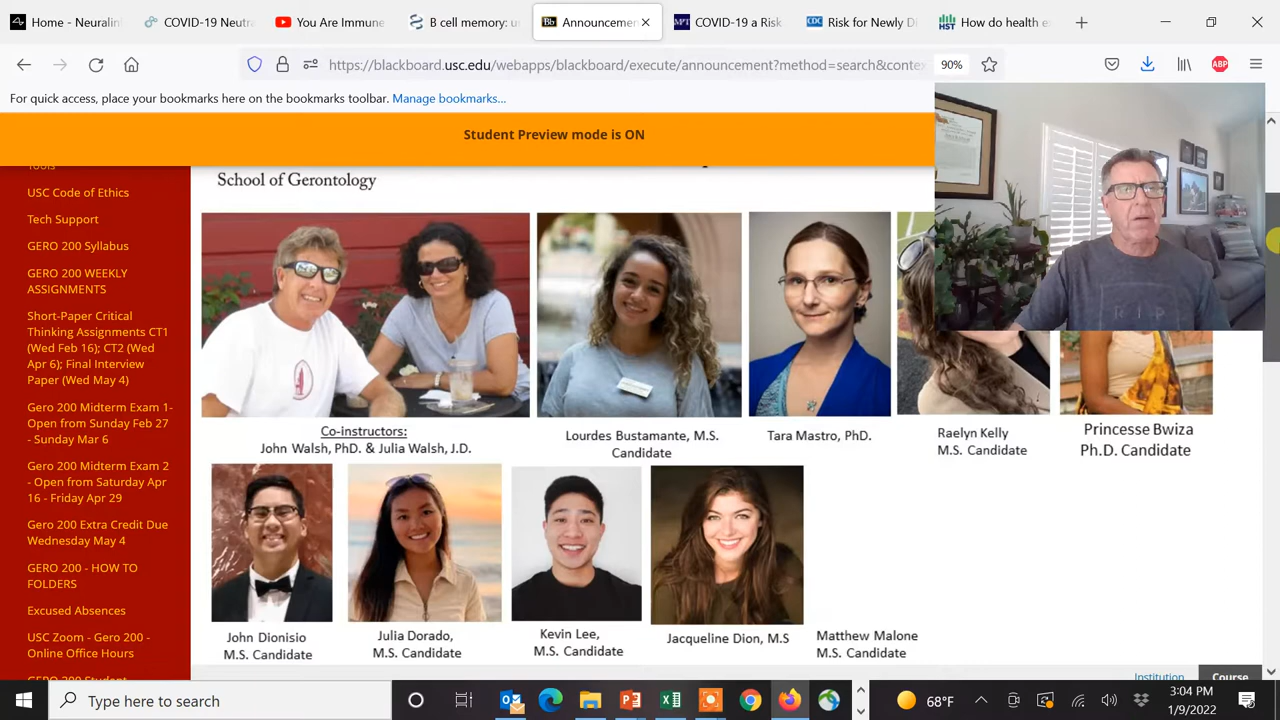 Home - Neuralin
COVID-19 Neutra
You Are Immune
B cell memory: u
Announcemen
COVID-19 a Risk
Risk for Newly Di
How do health e
https://blackboard.usc.edu/webapps/blackboard/execute/announcement?method=search&contex
90%
For quick access, place your bookmarks here on the bookmarks toolbar. Manage bookmarks...
Student Preview mode is ON
Tools
USC Code of Ethics
Tech Support
GERO 200 Syllabus
GERO 200 WEEKLY
ASSIGNMENTS
Short-Paper Critical
Thinking Assignments CT1
(Wed Feb 16); CT2 (Wed
Apr 6); Final Interview
Paper (Wed May 4)
Gero 200 Midterm Exam 1-
Open from Sunday Feb 27
- Sunday Mar 6
Gero 200 Midterm Exam 2
- Open from Saturday Apr
16 - Friday Apr 29
Gero 200 Extra Credit Due
Wednesday May 4
GERO 200 - HOW TO
FOLDERS
Excused Absences
USC Zoom - Gero 200 -
Online Office Hours
GERO 200 Student
School of Gerontology
Co-instructors:
John Walsh, PhD. & Julia Walsh, J.D.
Lourdes Bustamante, M.S.
Candidate
Tara Mastro, PhD.
Raelyn Kelly
M.S. Candidate
Princesse Bwiza
Ph.D. Candidate
John Dionisio
M.S. Candidate
Julia Dorado,
M.S. Candidate
Kevin Lee,
M.S. Candidate
Jacqueline Dion, M.S
Matthew Malone
M.S. Candidate
Institution
Course
Type here to search
68°F
3:04 PM
1/9/2022